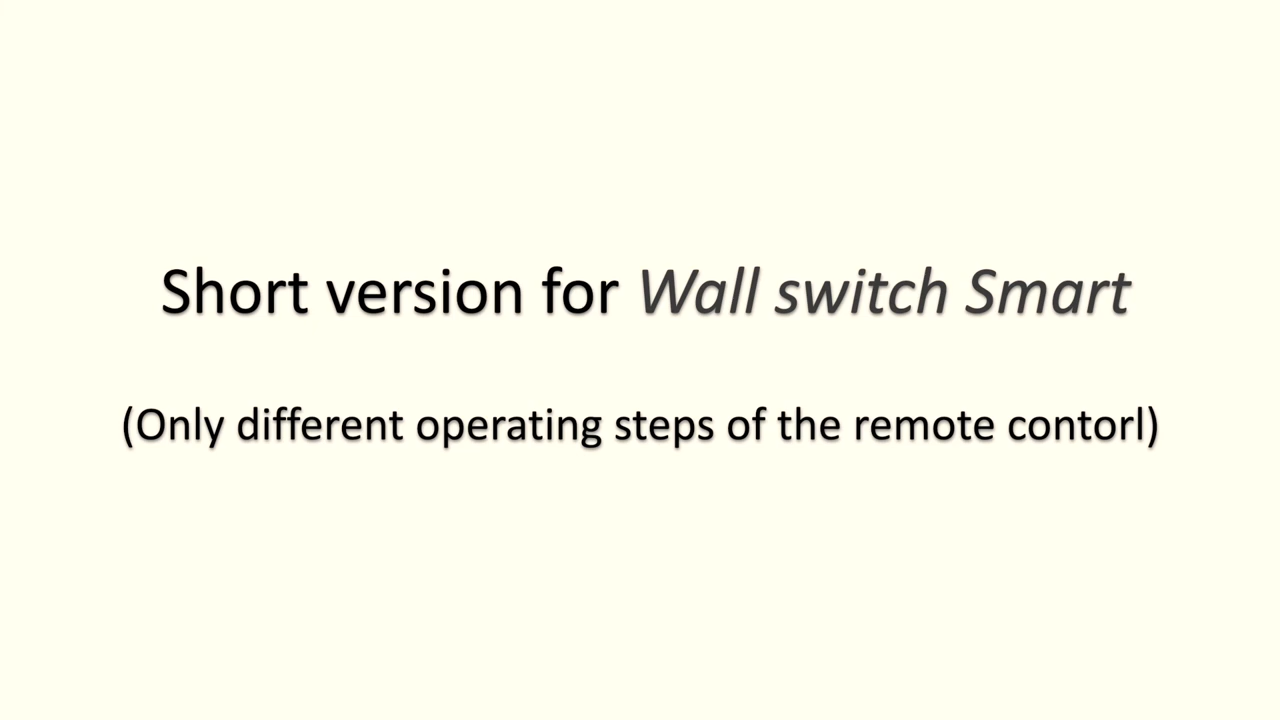 Short version for Wall switch Smart
(Only different operating steps of the remote contorl)